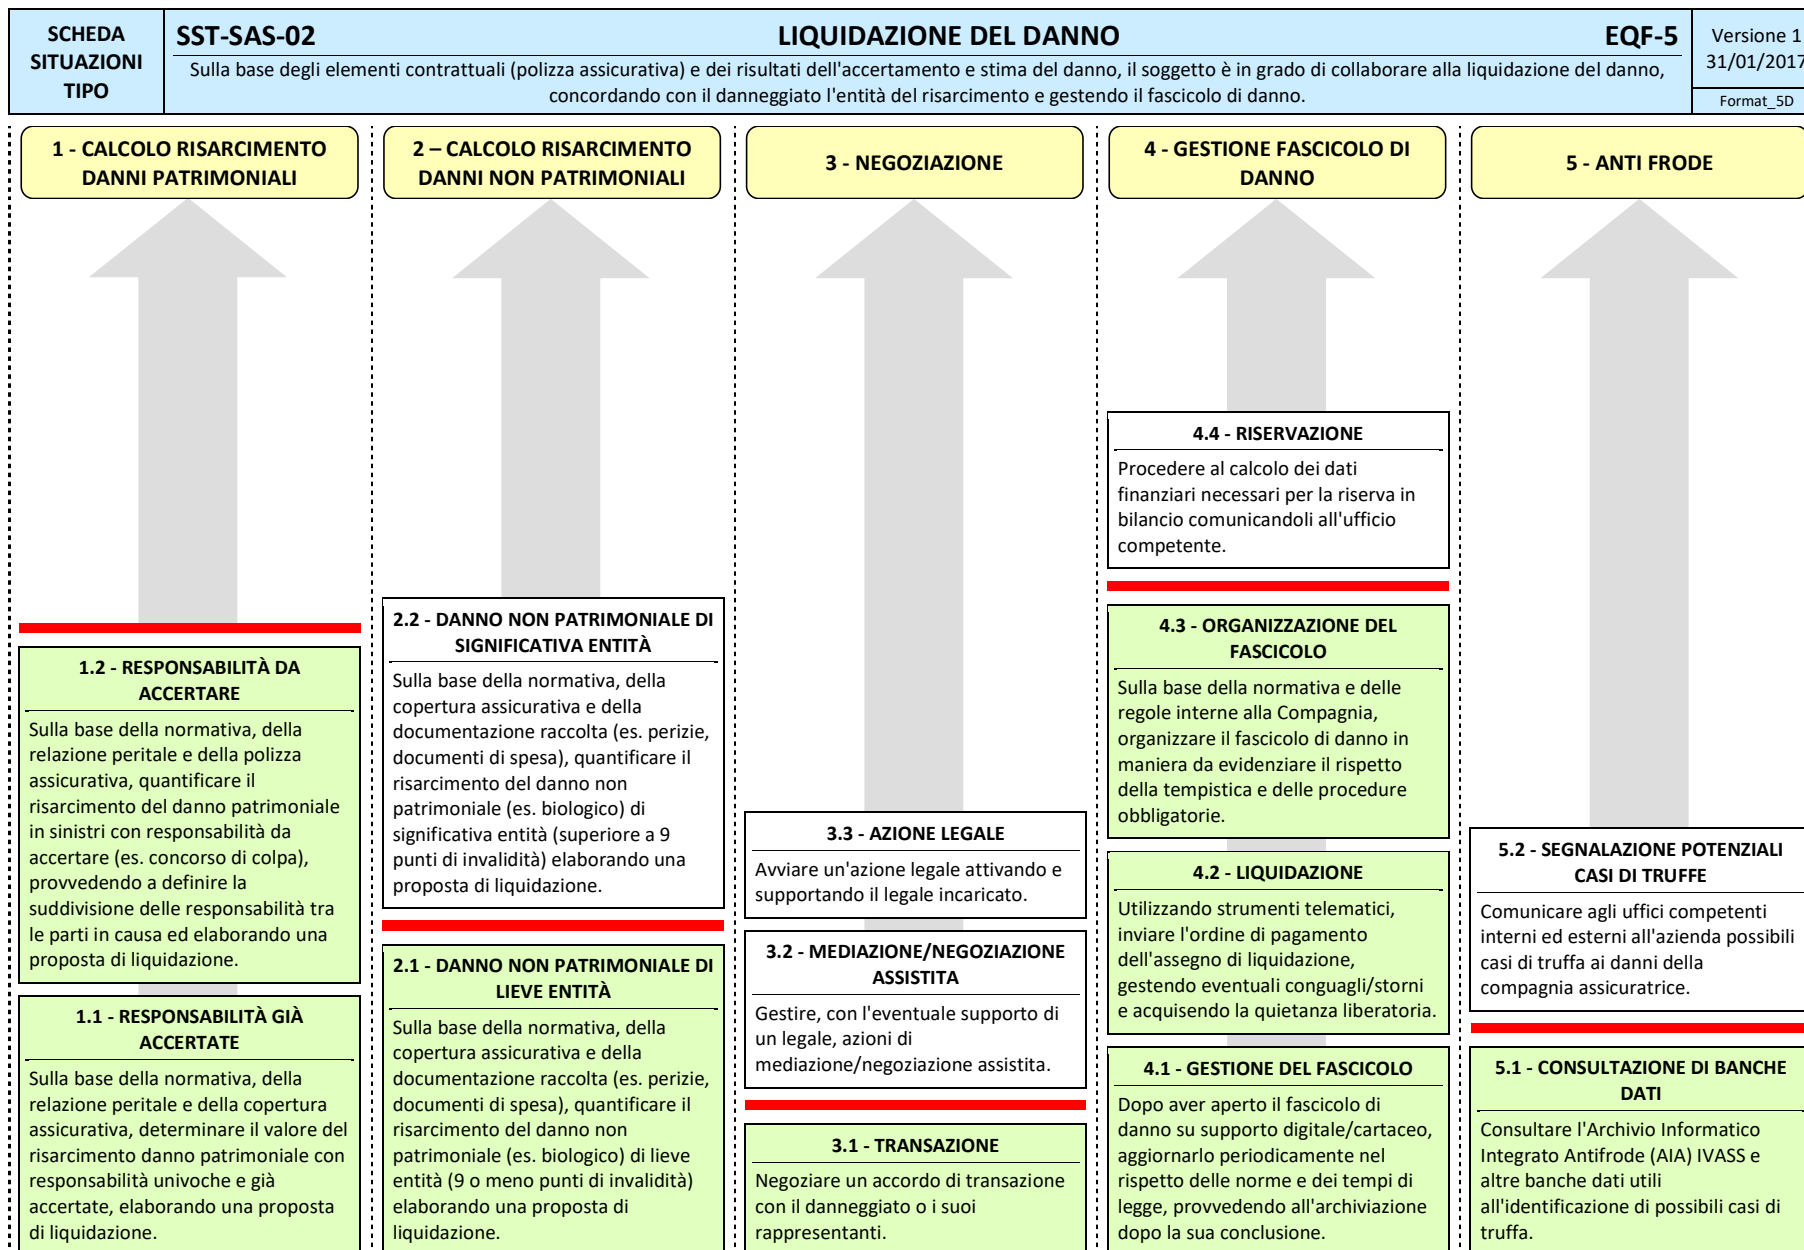 SCHEDA
SITUAZIONI
TIPO
SST-SAS-02
LIQUIDAZIONE DEL DANNO
EQF-5
Sulla base degli elementi contrattuali (polizza assicurativa) e dei risultati dell'accertamento e stima del danno, il soggetto è in grado di collaborare alla liquidazione del danno,
concordando con il danneggiato l'entità del risarcimento e gestendo il fascicolo di danno.
Versione 1
31/01/2017
Format_5D
1 - CALCOLO RISARCIMENTO
DANNI PATRIMONIALI
1.2 - RESPONSABILITÀ DA
ACCERTARE
Sulla base della normativa, della
relazione peritale e della polizza
assicurativa, quantificare il
risarcimento del danno patrimoniale
in sinistri con responsabilità da
accertare (es. concorso di colpa),
provvedendo a definire la
suddivisione delle responsabilità tra
le parti in causa ed elaborando una
proposta di liquidazione.
1.1 - RESPONSABILITÀ GIÀ
ACCERTATE
Sulla base della normativa, della
relazione peritale e della copertura
assicurativa, determinare il valore del
risarcimento danno patrimoniale con
responsabilità univoche e già
accertate, elaborando una proposta
di liquidazione.
2 – CALCOLO RISARCIMENTO
DANNI NON PATRIMONIALI
2.2 - DANNO NON PATRIMONIALE DI
SIGNIFICATIVA ENTITÀ
Sulla base della normativa, della
copertura assicurativa e della
documentazione raccolta (es. perizie,
documenti di spesa), quantificare il
risarcimento del danno non
patrimoniale (es. biologico) di
significativa entità (superiore a 9
punti di invalidità) elaborando una
proposta di liquidazione.
2.1 - DANNO NON PATRIMONIALE DI
LIEVE ENTITÀ
Sulla base della normativa, della
copertura assicurativa e della
documentazione raccolta (es. perizie,
documenti di spesa), quantificare il
risarcimento del danno non
patrimoniale (es. biologico) di lieve
entità (9 o meno punti di invalidità)
elaborando una proposta di
liquidazione.
3 - NEGOZIAZIONE
3.3 - AZIONE LEGALE
Avviare un'azione legale attivando e
supportando il legale incaricato.
3.2 - MEDIAZIONE/NEGOZIAZIONE
ASSISTITA
Gestire, con l'eventuale supporto di
un legale, azioni di
mediazione/negoziazione assistita.
3.1 - TRANSAZIONE
Negoziare un accordo di transazione
con il danneggiato o i suoi
rappresentanti.
4 - GESTIONE FASCICOLO DI
DANNO
4.4 - RISERVAZIONE
Procedere al calcolo dei dati
finanziari necessari per la riserva in
bilancio comunicandoli all'ufficio
competente.
4.3 - ORGANIZZAZIONE DEL
FASCICOLO
Sulla base della normativa e delle
regole interne alla Compagnia,
organizzare il fascicolo di danno in
maniera da evidenziare il rispetto
della tempistica e delle procedure
obbligatorie.
4.2 - LIQUIDAZIONE
Utilizzando strumenti telematici,
inviare l'ordine di pagamento
dell'assegno di liquidazione,
gestendo eventuali conguagli/storni
e acquisendo la quietanza liberatoria.
4.1 - GESTIONE DEL FASCICOLO
Dopo aver aperto il fascicolo di
danno su supporto digitale/cartaceo,
aggiornarlo periodicamente nel
rispetto delle norme e dei tempi di
legge, provvedendo all'archiviazione
dopo la sua conclusione.
5 - ANTI FRODE
5.2 - SEGNALAZIONE POTENZIALI
CASI DI TRUFFE
Comunicare agli uffici competenti
interni ed esterni all'azienda possibili
casi di truffa ai danni della
compagnia assicuratrice.
5.1 - CONSULTAZIONE DI BANCHE
DATI
Consultare l'Archivio Informatico
Integrato Antifrode (AIA) IVASS e
altre banche dati utili
all'identificazione di possibili casi di
truffa.